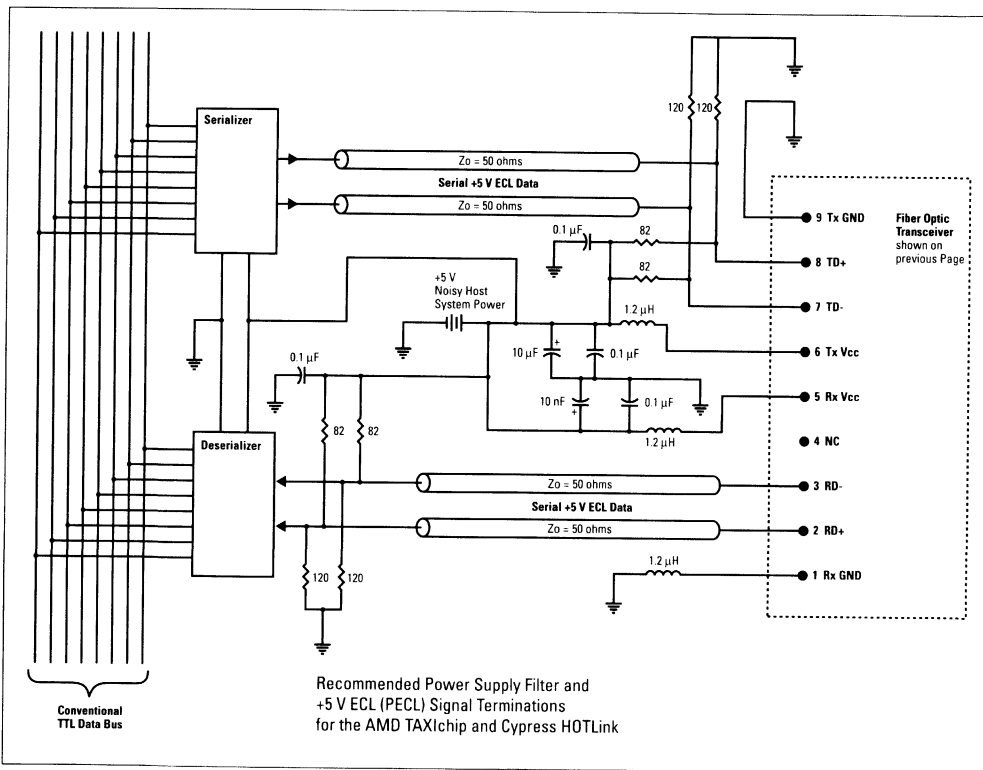 120
120
Serializer
Zo = 50 ohms
Serial +5 V ECL Data
Zo = 50 ohms
9 Tx GND
Fiber Optic
Transceiver
shown on
previous Page
0.1 µF
82
8 TD+
82
+5 V
Noisy Host
System Power
1.2 µH
7 TD-
10 µF
+
0.1 µF
6 Tx Vcc
0.1 µF
10 nF
+
0.1 µF
5 Rx Vcc
82
82
1.2 µH
4 NC
Deserializer
Zo = 50 ohms
3 RD-
Serial +5 V ECL Data
Zo = 50 ohms
2 RD+
120
120
1.2 µH
1 Rx GND
Recommended Power Supply Filter and
+5 V ECL (PECL) Signal Terminations
for the AMD TAXIchip and Cypress HOTLink
Conventional
TTL Data Bus